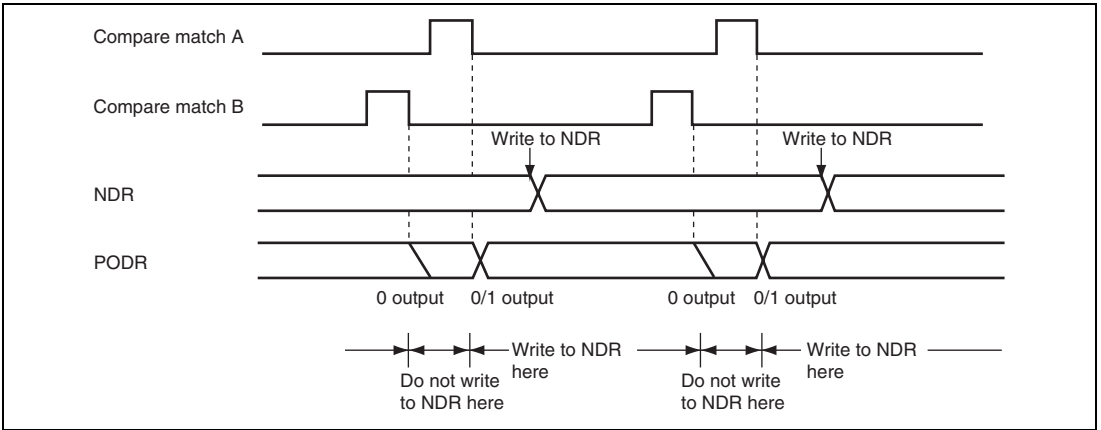 Compare match A
Compare match B
Write to NDR Write to NDR
NDR
PODR
0 output 0/1 output 0 output 0/1 output
Write to NDR here
Do not write to NDR here
Write to NDR here
Do not write to NDR here